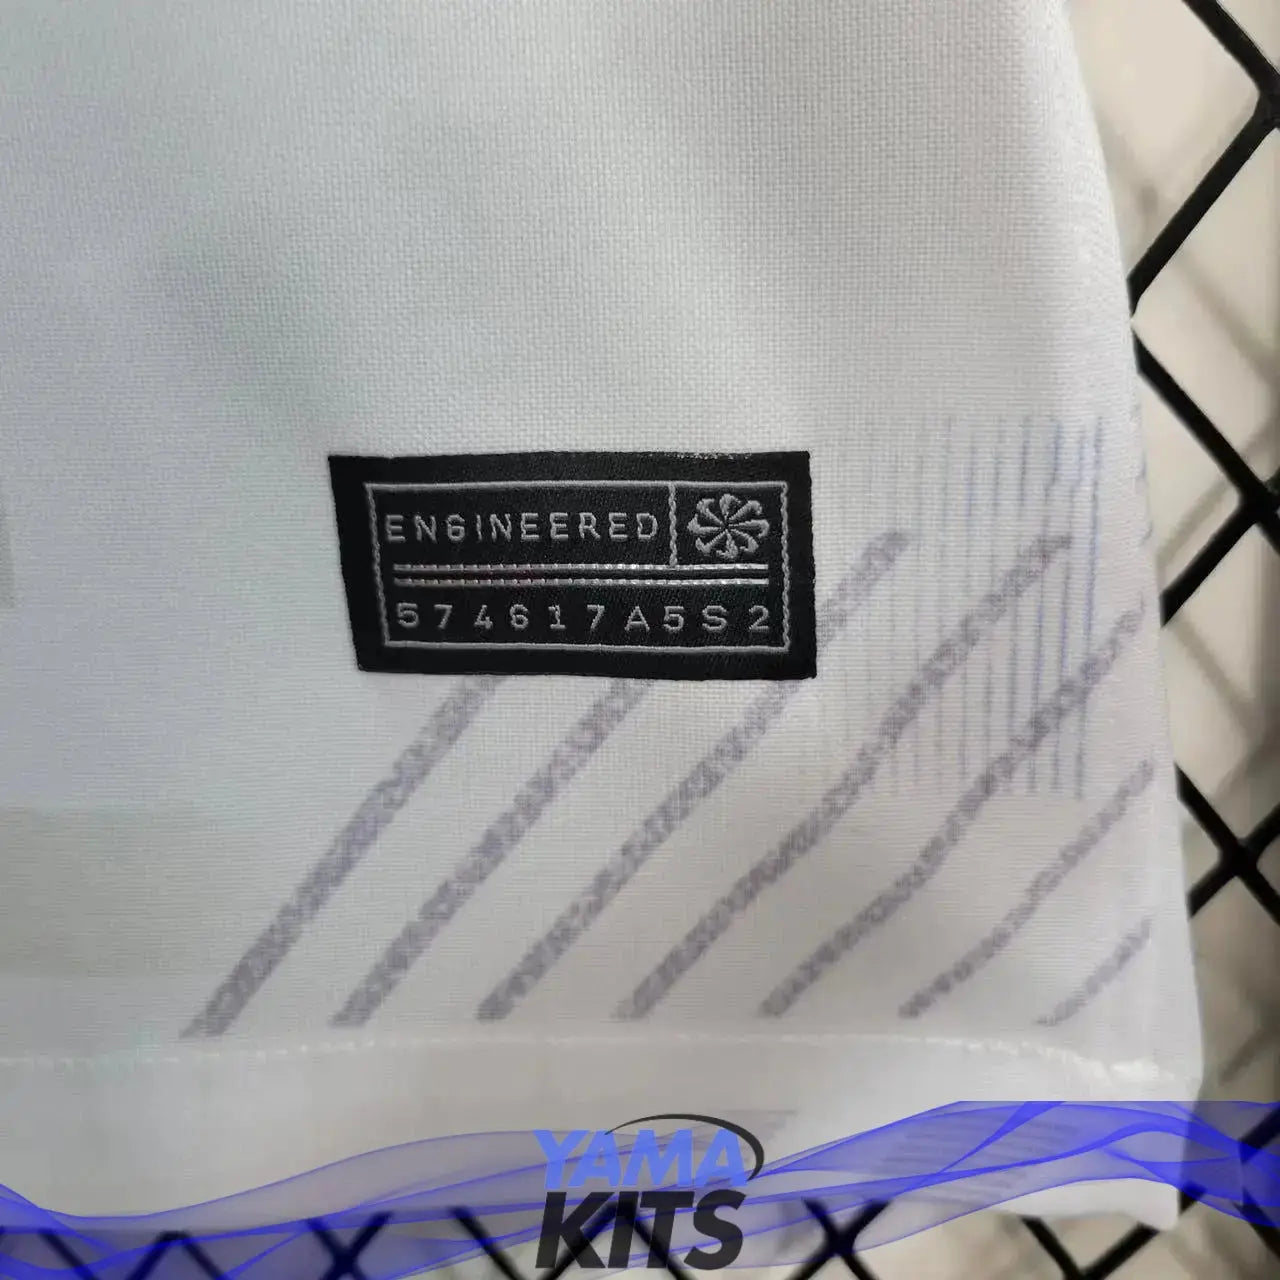 ENGINEERED
574617A5S2
YAMA
KITS